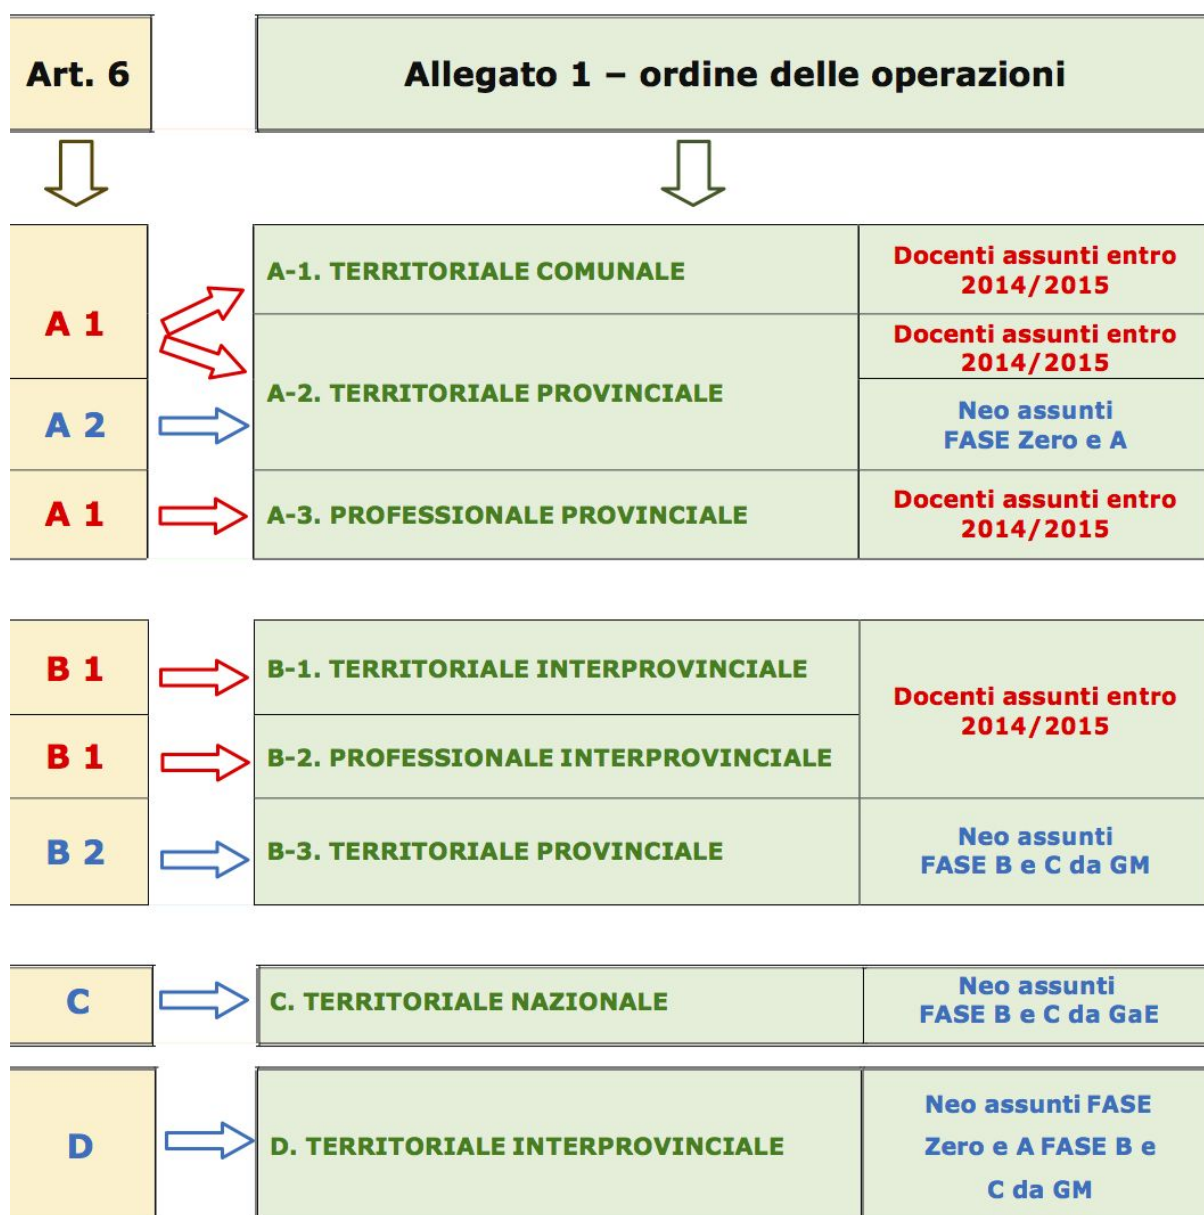 Art. 6
Allegato 1 – ordine delle operazioni
A 1
A-1. TERRITORIALE COMUNALE
Docenti assunti entro
2014/2015
A-2. TERRITORIALE PROVINCIALE
Docenti assunti entro
2014/2015
A 2
Neo assunti
FASE Zero e A
A 1
A-3. PROFESSIONALE PROVINCIALE
Docenti assunti entro
2014/2015
B 1
B-1. TERRITORIALE INTERPROVINCIALE
Docenti assunti entro
2014/2015
B 1
B-2. PROFESSIONALE INTERPROVINCIALE
B 2
B-3. TERRITORIALE PROVINCIALE
Neo assunti
FASE B e C da GM
C
C. TERRITORIALE NAZIONALE
Neo assunti
FASE B e C da GaE
D
D. TERRITORIALE INTERPROVINCIALE
Neo assunti FASE
Zero e A FASE B e
C da GM